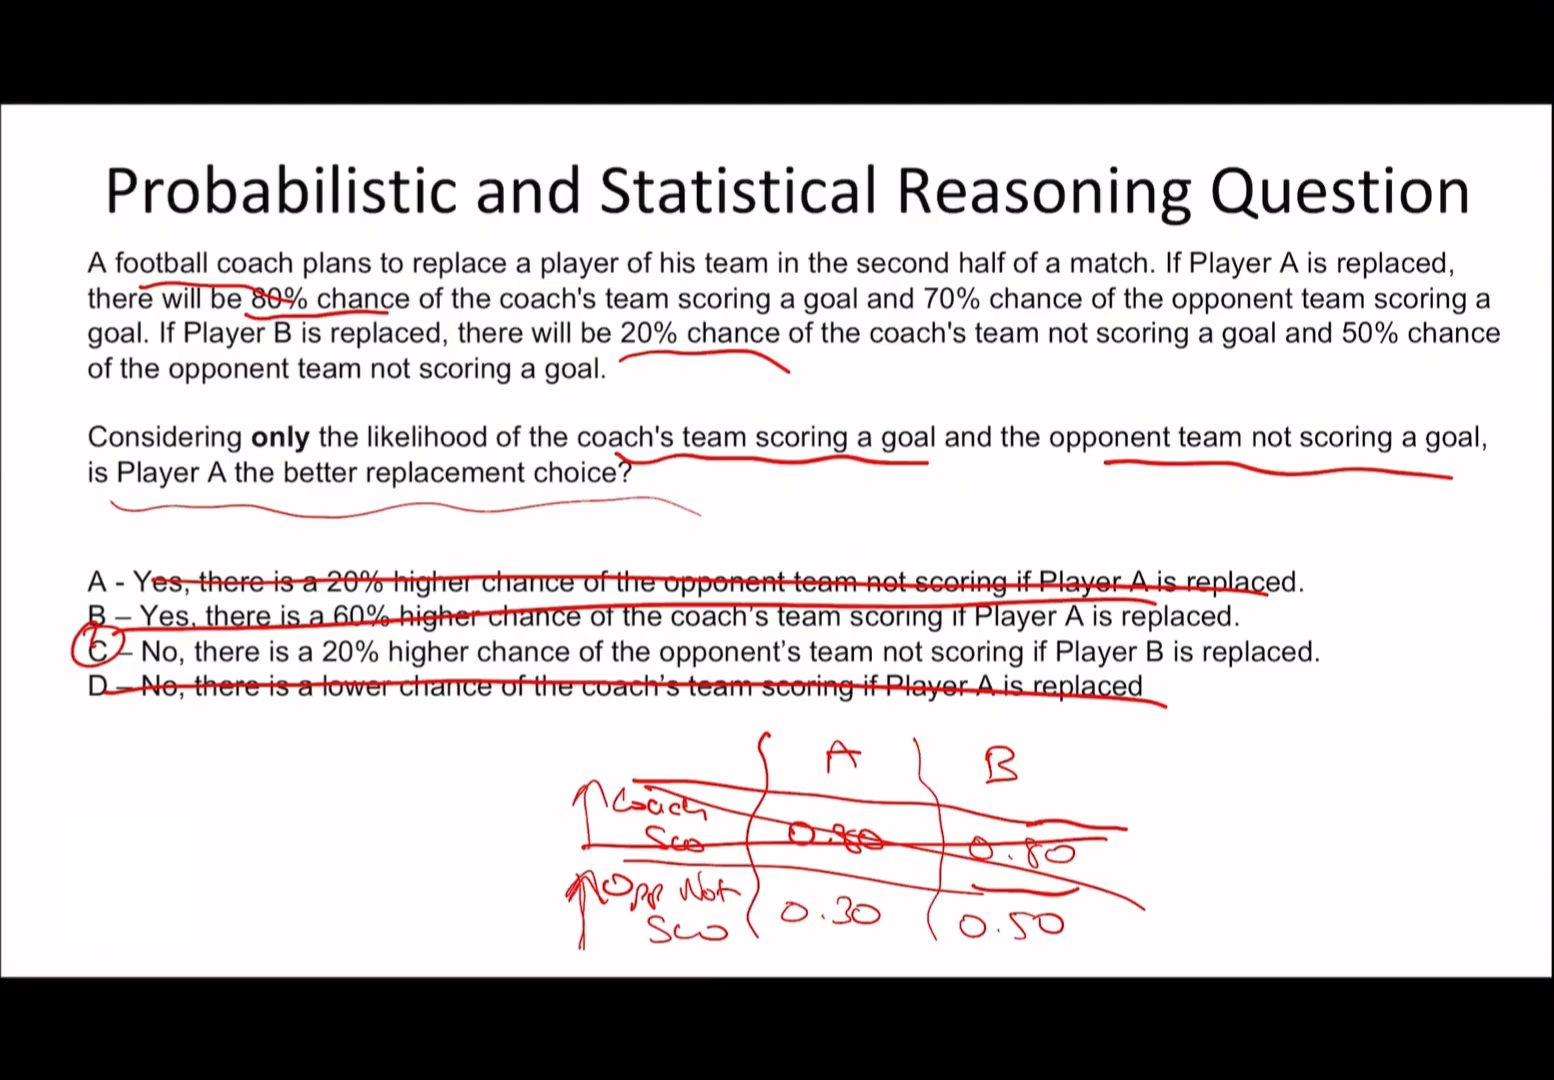 Probabilistic and Statistical Reasoning Question
A football coach plans to replace a player of his team in the second half of a match. If Player A is replaced,
there will be 80% chance of the coach's team scoring a goal and 70% chance of the opponent team scoring a
goal. If Player B is replaced, there will be 20% chance of the coach's team not scoring a goal and 50% chance
of the opponent team not scoring a goal.
Considering only the likelihood of the coach's team scoring a goal and the opponent team not scoring a goal,
is Player A the better replacement choice?
A - Yes, there is a 20% higher chance of the opponent team not scoring if Player A is replaced.
B – Yes, there is a 60% higher chance of the coach's team scoring if Player A is replaced.
C – No, there is a 20% higher chance of the opponent’s team not scoring if Player B is replaced.
D – No, there is a lower chance of the coach's team scoring if Player A is replaced
A B
Coach
Sco 0.80 0.80
Opp Not
Sco 0.30 0.50